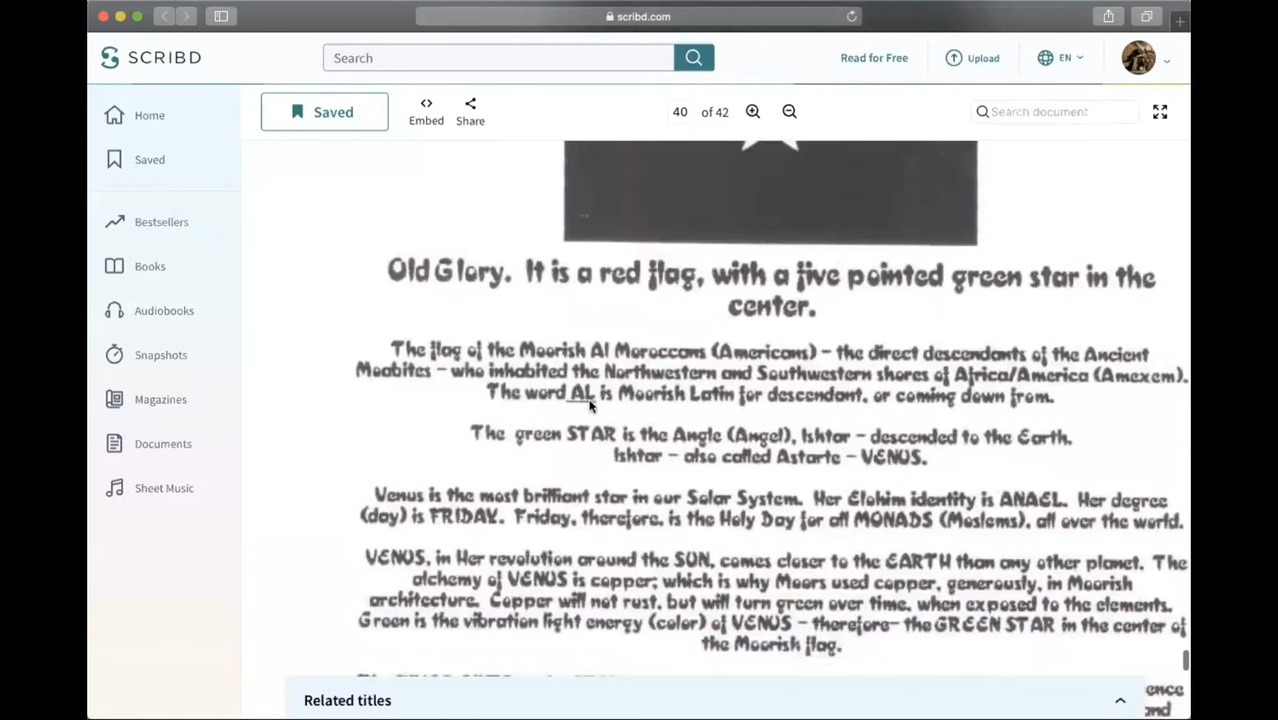 scribd.com
SCRIBD
Search
Read for Free
Upload
EN
Home
Saved
Bestsellers
Books
Audiobooks
Snapshots
Magazines
Documents
Sheet Music
Saved
Embed
Share
40 of 42
Search document
Old Glory. It is a red flag, with a five pointed green star in the
center.
The flag of the Moorish Al Moroccans (Americans) – the direct descendants of the Ancient
Moabites – who inhabited the Northwestern and Southwestern shores of Africa/America (Amexem).
The word AL is Moorish Latin for descendant, or coming down from.
The green STAR is the Angle (Angel), Ishtar – descended to the Earth.
Ishtar – also called Astarte – VENUS.
Venus is the most brilliant star in our Solar System. Her Elohim identity is ANAEL. Her degree
(day) is FRIDAY. Friday, therefore, is the Holy Day for all MONADS (Moslems), all over the world.
VENUS, in Her revolution around the SUN, comes closer to the EARTH than any other planet. The
alchemy of VENUS is copper; which is why Moors used copper, generously, in Moorish
architecture. Copper will not rust, but will turn green over time, when exposed to the elements.
Green is the vibration light energy (color) of VENUS – therefore– the GREEN STAR in the center of
the Moorish flag.
ence
and
Related titles